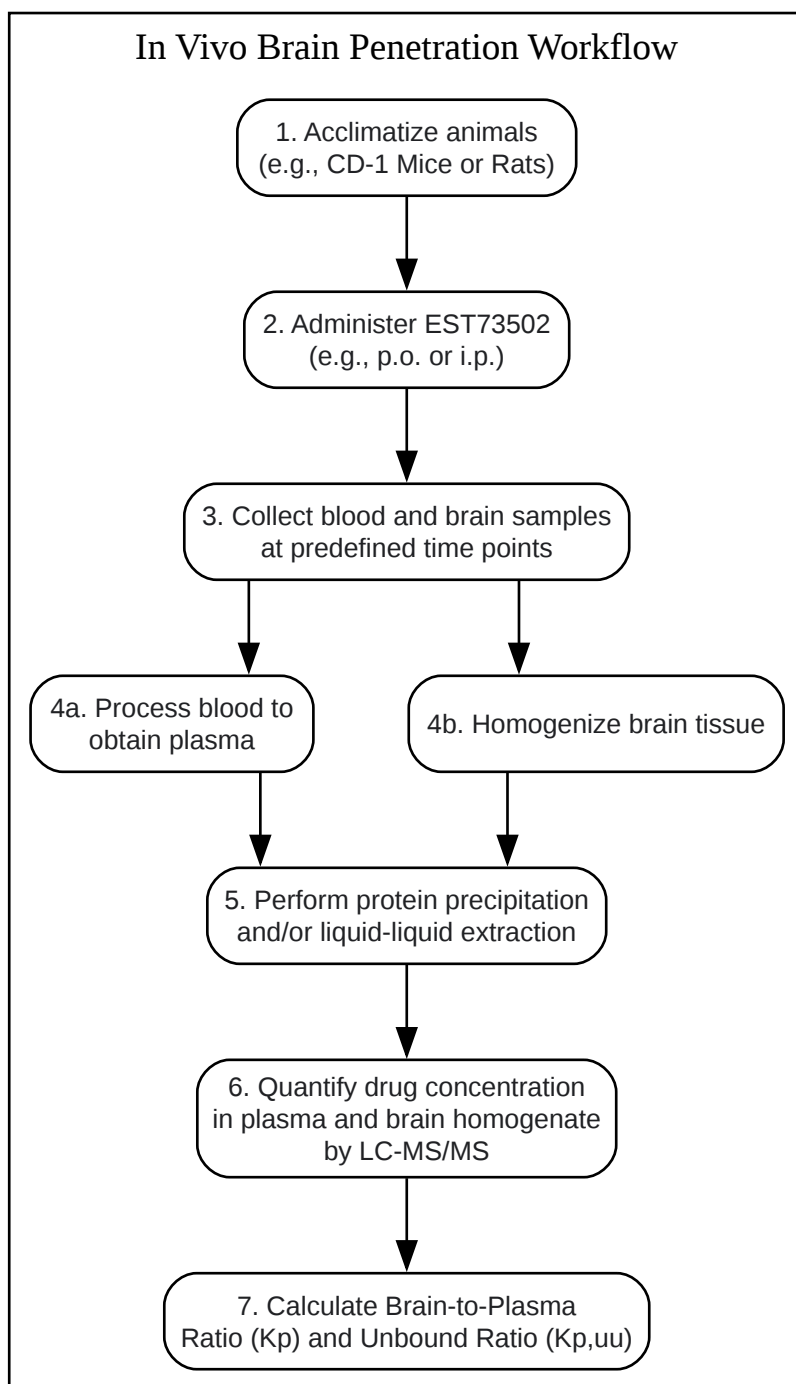 In Vivo Brain Penetration Workflow
1. Acclimatize animals
(e.g., CD-1 Mice or Rats)
2. Administer EST73502
(e.g., p.o. or i.p.)
3. Collect blood and brain samples
at predefined time points
4a. Process blood to
obtain plasma
4b. Homogenize brain tissue
5. Perform protein precipitation
and/or liquid-liquid extraction
6. Quantify drug concentration
in plasma and brain homogenate
by LC-MS/MS
7. Calculate Brain-to-Plasma
Ratio (Kp) and Unbound Ratio (Kp,uu)